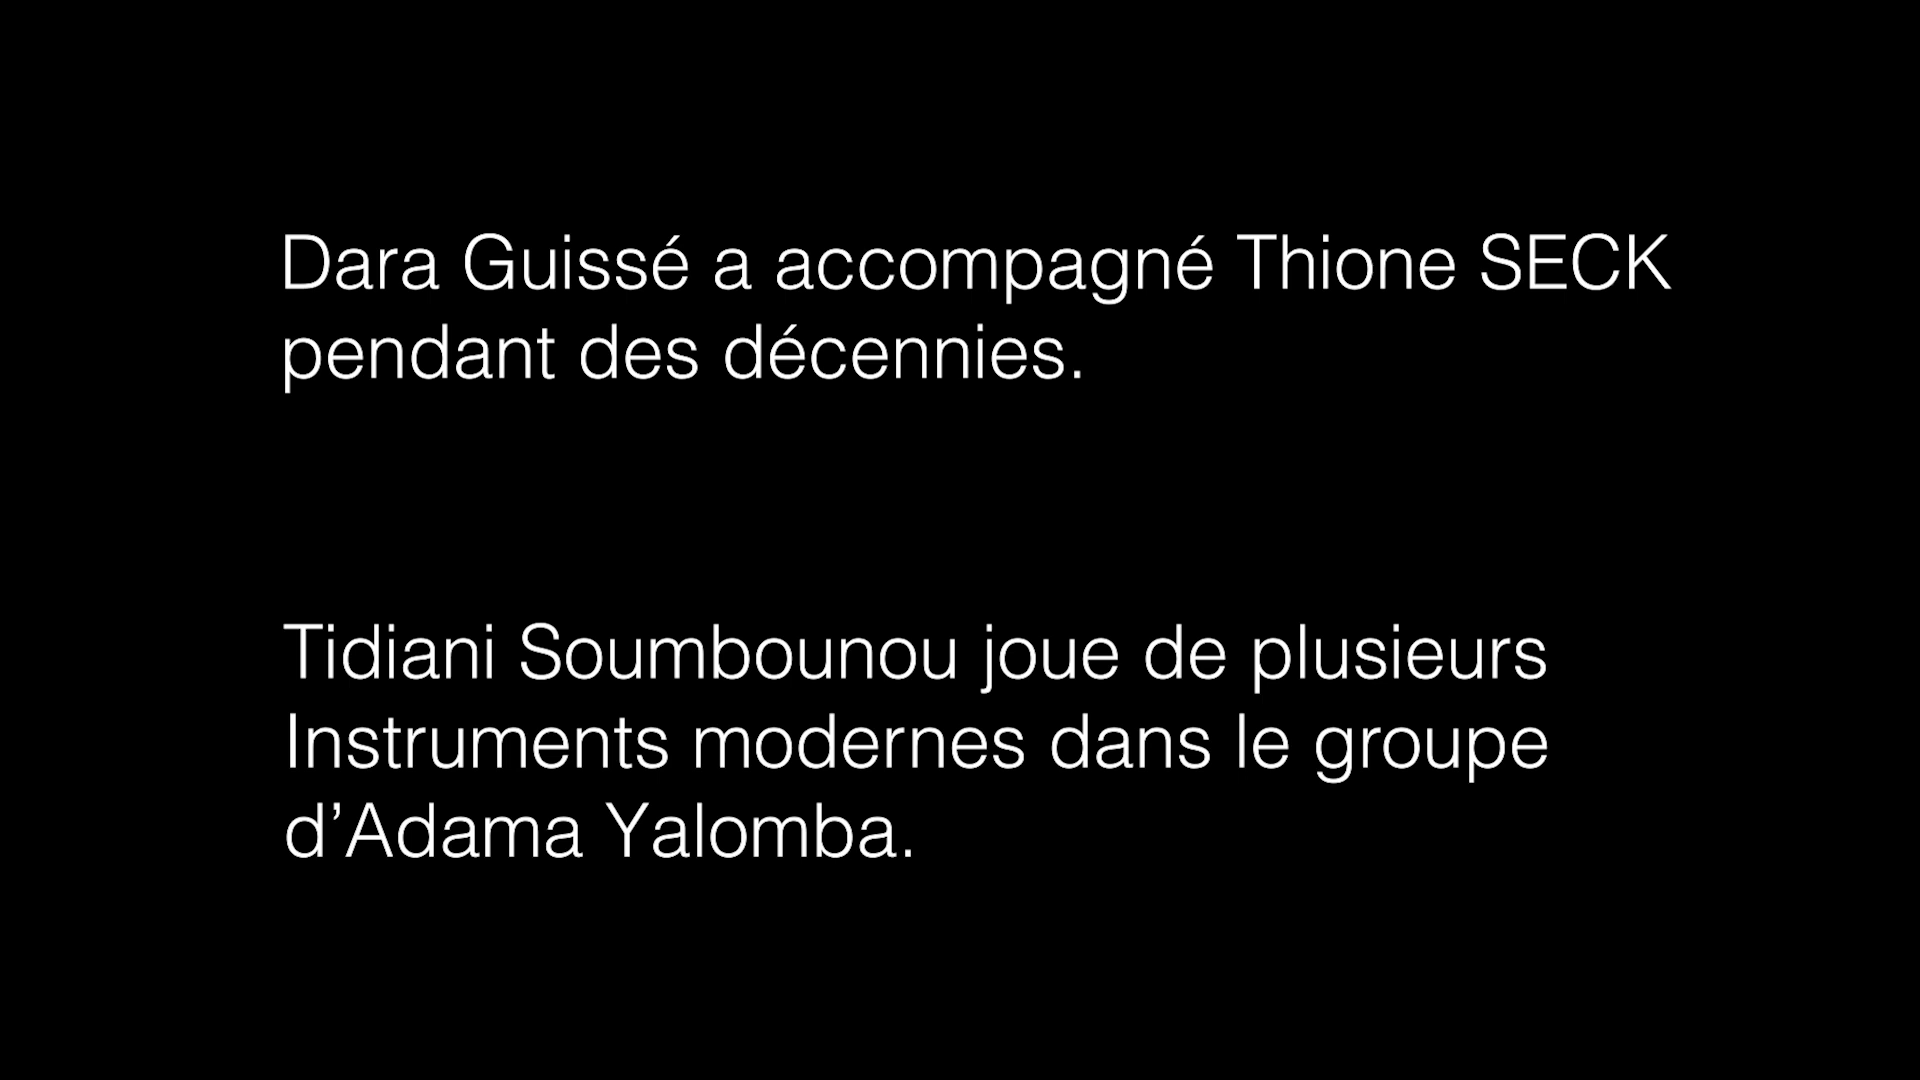 Dara Guissé a accompagné Thione SECK
pendant des décennies.
Tidiani Soumbounou joue de plusieurs
Instruments modernes dans le groupe
d’Adama Yalomba.